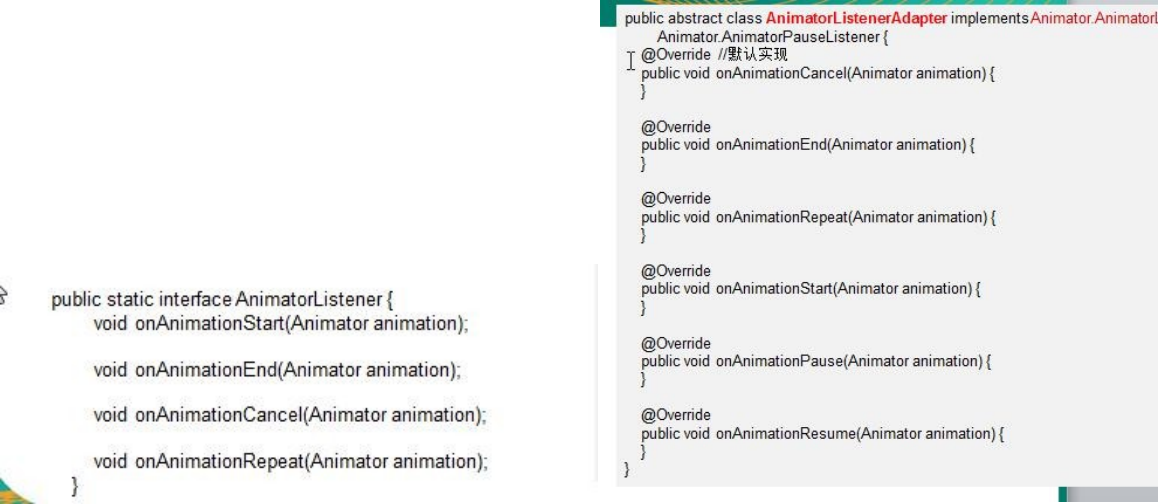 public static interface AnimatorListener {
void onAnimationStart(Animator animation);
void onAnimationEnd(Animator animation);
void onAnimationCancel(Animator animation);
void onAnimationRepeat(Animator animation);
}
public abstract class AnimatorListenerAdapter implements Animator.AnimatorL
Animator.AnimatorPauseListener {
@Override //默认实现
public void onAnimationCancel(Animator animation) {
}
@Override
public void onAnimationEnd(Animator animation) {
}
@Override
public void onAnimationRepeat(Animator animation) {
}
@Override
public void onAnimationStart(Animator animation) {
}
@Override
public void onAnimationPause(Animator animation) {
}
@Override
public void onAnimationResume(Animator animation) {
}
}